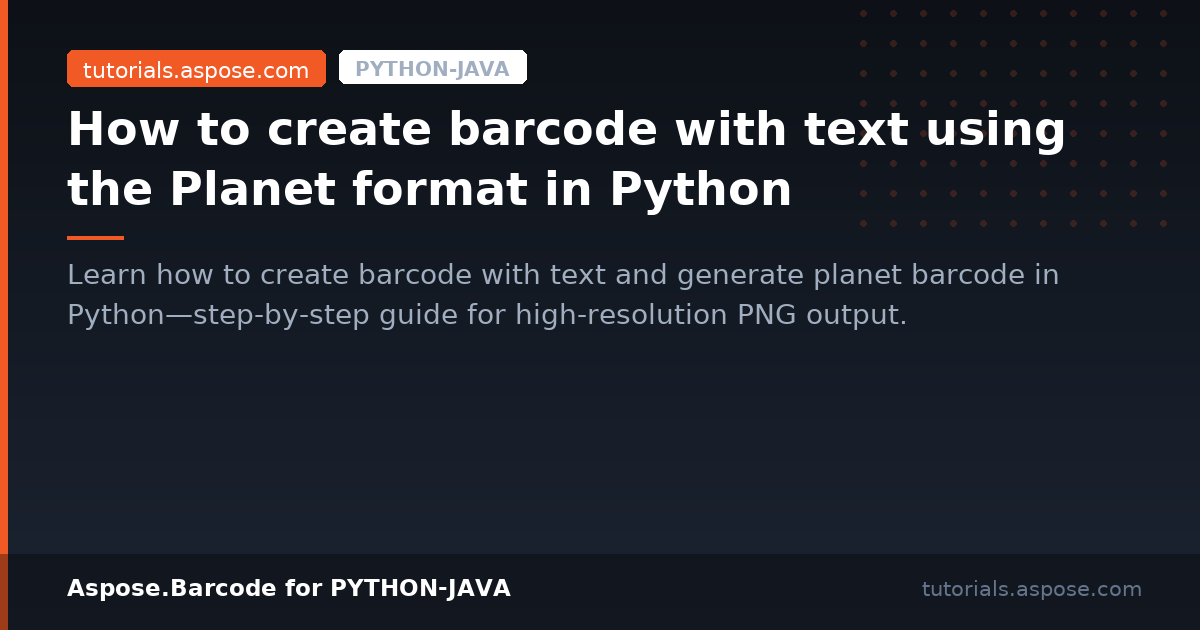 tutorials.aspose.com
PYTHON-JAVA
How to create barcode with text using
the Planet format in Python
Learn how to create barcode with text and generate planet barcode in
Python—step-by-step guide for high-resolution PNG output.
Aspose.Barcode for PYTHON-JAVA
tutorials.aspose.com